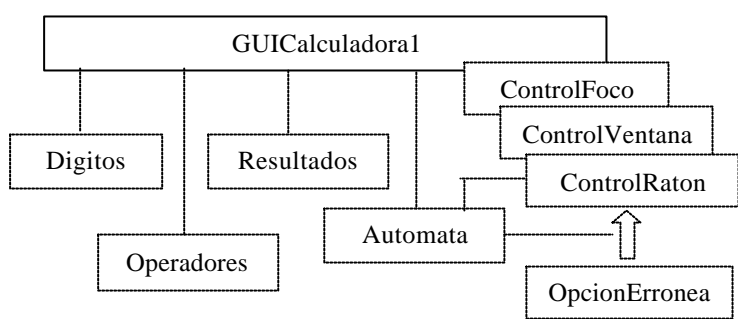 GUICalculadora1
ControlFoco
ControlVentana
Digitos
Resultados
ControlRaton
Automata
Operadores
OpcionErronea